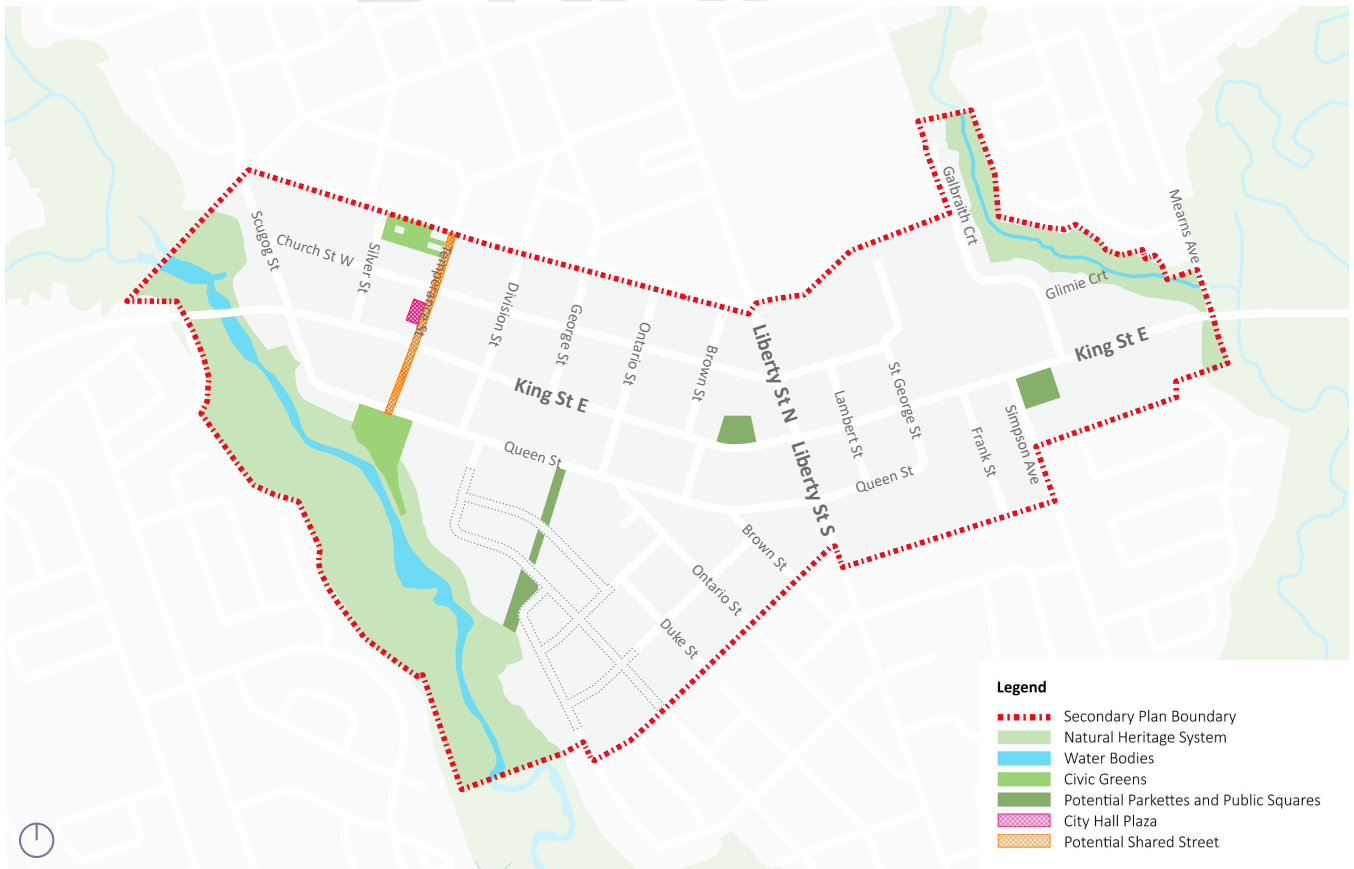 Galbraith Crt
Mearns Ave
Scugog St
Church St W
Silver St
Temperance St
Glimie Crt
Division St
George St
Ontario St
Brown St
Liberty St N
King St E
King St E
Lambert St
St George St
Simpson Ave
Frank St
Queen St
Liberty St S
Queen St
Brown St
Ontario St
Duke St
Legend
Secondary Plan Boundary
Natural Heritage System
Water Bodies
Civic Greens
Potential Parkettes and Public Squares
City Hall Plaza
Potential Shared Street